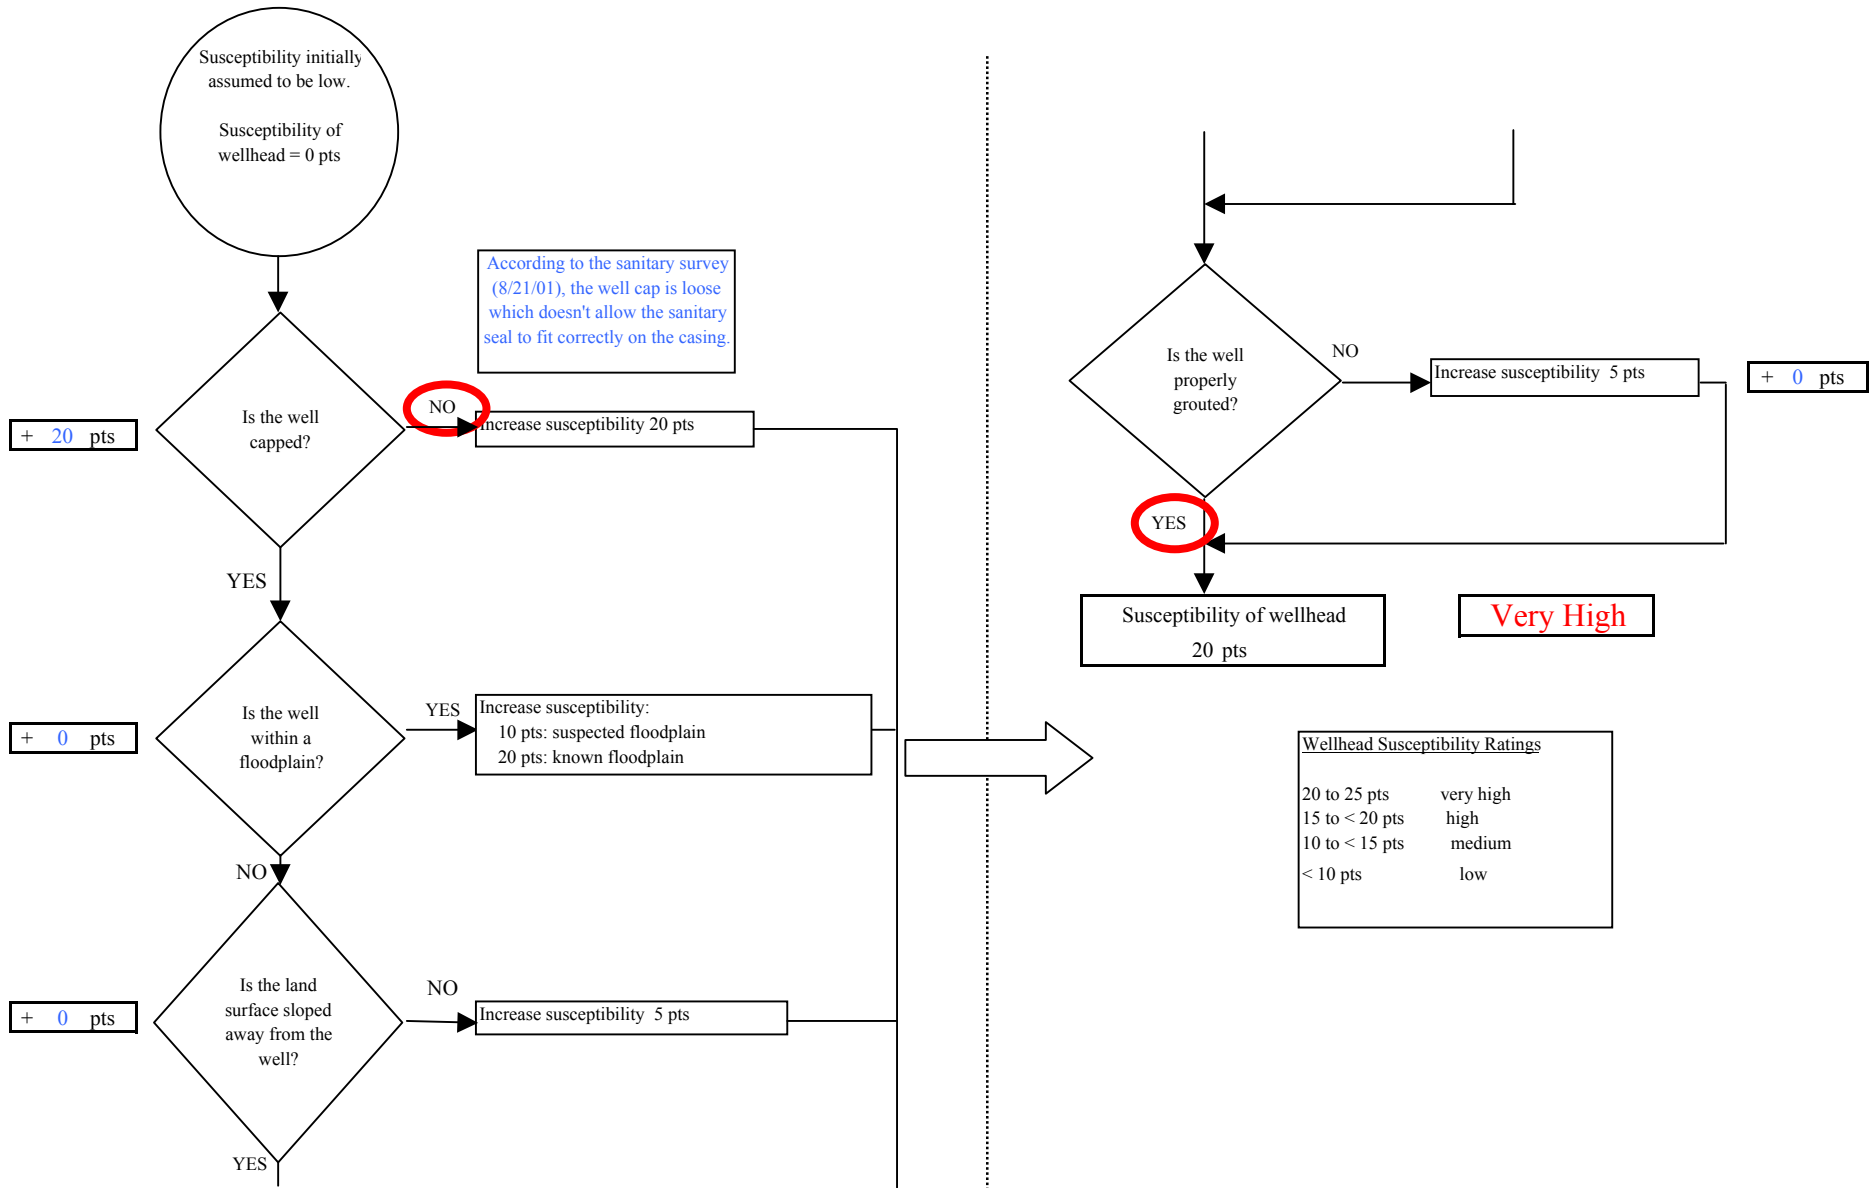 Susceptibility initially
assumed to be low.
Susceptibility of
wellhead = 0 pts
According to the sanitary survey
(8/21/01), the well cap is loose
which doesn't allow the sanitary
seal to fit correctly on the casing.
+ 20 pts
Is the well
capped?
NO
Increase susceptibility 20 pts
YES
+ 0 pts
Is the well
within a
floodplain?
YES
Increase susceptibility:
10 pts: suspected floodplain
20 pts: known floodplain
NO
+ 0 pts
Is the land
surface sloped
away from the
well?
NO
Increase susceptibility 5 pts
YES
Is the well
properly
grouted?
NO
Increase susceptibility 5 pts
+ 0 pts
YES
Susceptibility of wellhead
20 pts
Very High
Wellhead Susceptibility Ratings
20 to 25 pts very high
15 to < 20 pts high
10 to < 15 pts medium
< 10 pts low